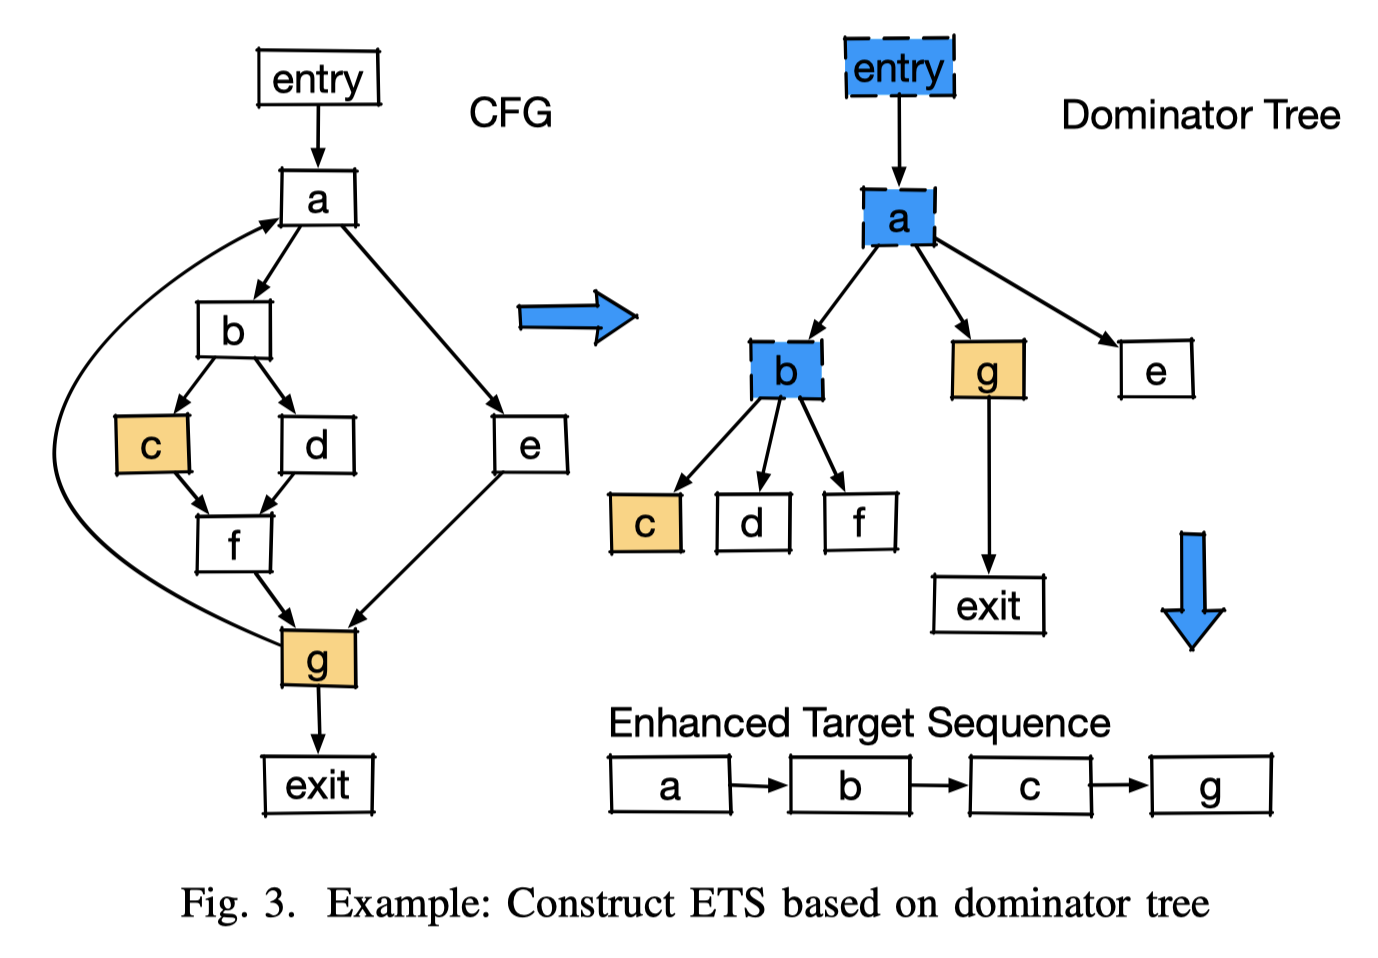 entry
CFG
a
b
c
d
e
f
g
exit
entry
Dominator Tree
a
b
g
e
c
d
f
exit
Enhanced Target Sequence
a
b
c
g
Fig. 3. Example: Construct ETS based on dominator tree